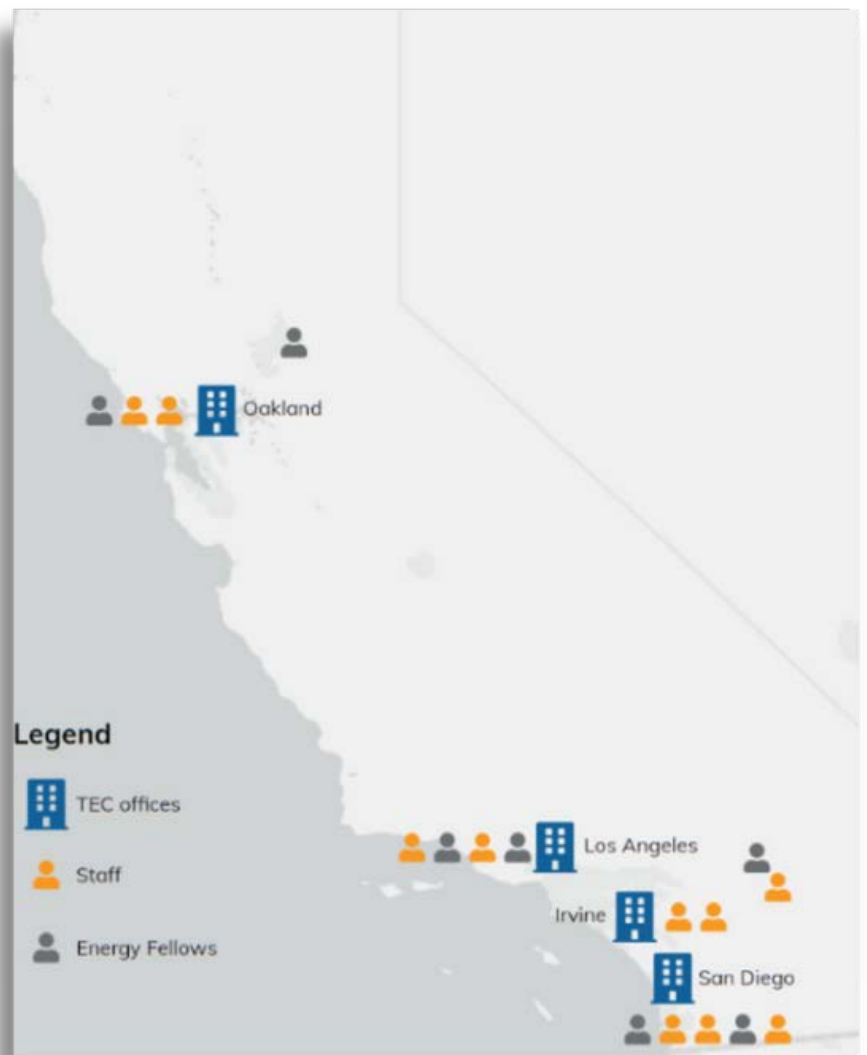 Oakland
Legend
TEC offices
Staff
Energy Fellows
Los Angeles
Irvine
San Diego